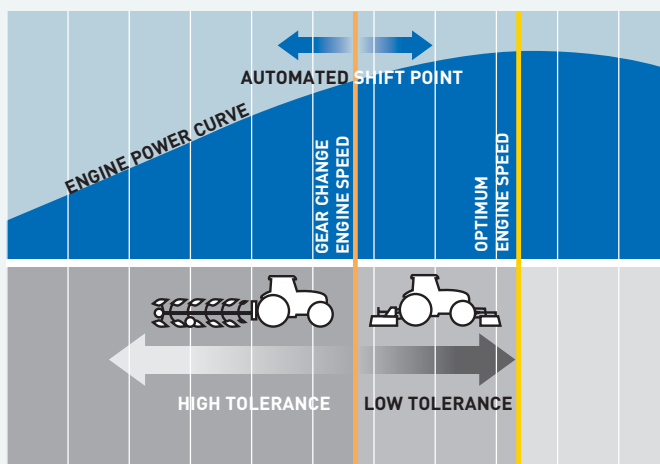 AUTOMATED SHIFT POINT
ENGINE POWER CURVE
GEAR CHANGE
ENGINE SPEED
OPTIMUM
ENGINE SPEED
HIGH TOLERANCE
LOW TOLERANCE